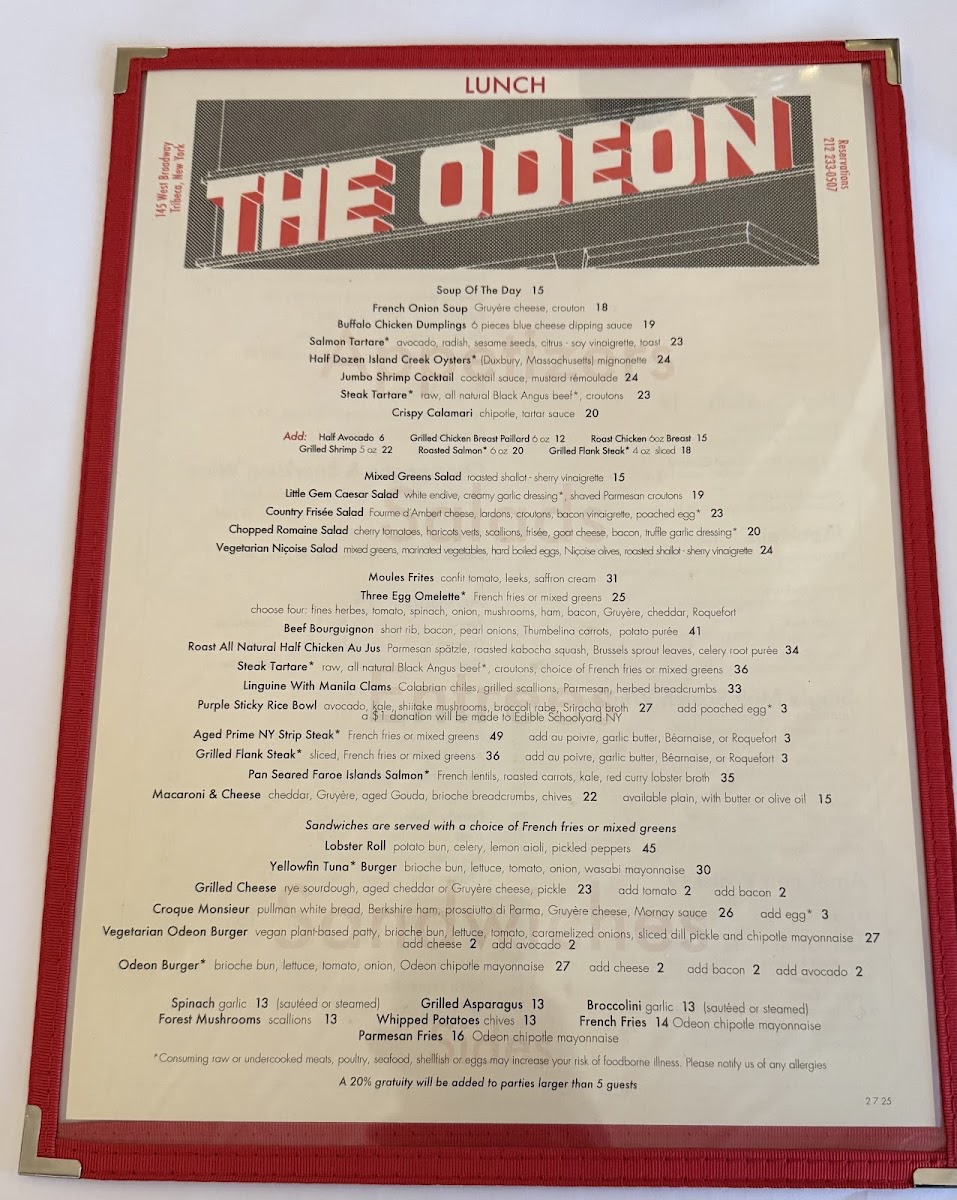 LUNCH
145 West Broadway
Tribeca, New York
THE ODEON
Reservations
212 233-0507
Soup Of The Day 15
French Onion Soup Gruyère cheese, crouton 18
Buffalo Chicken Dumplings 6 pieces blue cheese dipping sauce 19
Salmon Tartare* avocado, radish, sesame seeds, citrus - soy vinaigrette, toast 23
Half Dozen Island Creek Oysters* (Duxbury, Massachusetts) mignonette 24
Jumbo Shrimp Cocktail cocktail sauce, mustard rémoulade 24
Steak Tartare* raw, all natural Black Angus beef*, croutons 23
Crispy Calamari chipotle, tartar sauce 20
Add: Half Avocado 6 Grilled Chicken Breast Paillard 6 oz 12 Roast Chicken 6oz Breast 15
Grilled Shrimp 5 oz 22 Roasted Salmon* 6 oz 20 Grilled Flank Steak* 4 oz sliced 18
Mixed Greens Salad roasted shallot - sherry vinaigrette 15
Little Gem Caesar Salad white endive, creamy garlic dressing*, shaved Parmesan croutons 19
Country Frisée Salad Fourme d'Ambert cheese, lardons, croutons, bacon vinaigrette, poached egg* 23
Chopped Romaine Salad cherry tomatoes, haricots verts, scallions, frisée, goat cheese, bacon, truffle garlic dressing* 20
Vegetarian Niçoise Salad mixed greens, marinated vegetables, hard boiled eggs, Niçoise olives, roasted shallot - sherry vinaigrette 24
Moules Frites confit tomato, leeks, saffron cream 31
Three Egg Omelette* French fries or mixed greens 25
choose four: fines herbes, tomato, spinach, onion, mushrooms, ham, bacon, Gruyère, cheddar, Roquefort
Beef Bourguignon short rib, bacon, pearl onions, Thumbelina carrots, potato purée 41
Roast All Natural Half Chicken Au Jus Parmesan spätzle, roasted kabocha squash, Brussels sprout leaves, celery root purée 34
Steak Tartare* raw, all natural Black Angus beef*, croutons, choice of French fries or mixed greens 36
Linguine With Manila Clams Calabrian chiles, grilled scallions, Parmesan, herbed breadcrumbs 33
Purple Sticky Rice Bowl avocado, kale, shiitake mushrooms, broccoli rabe, Sriracha broth 27 add poached egg* 3
a $1 donation will be made to Edible Schoolyard NY
Aged Prime NY Strip Steak* French fries or mixed greens 49 add au poivre, garlic butter, Béarnaise, or Roquefort 3
Grilled Flank Steak* sliced, French fries or mixed greens 36 add au poivre, garlic butter, Béarnaise, or Roquefort 3
Pan Seared Faroe Islands Salmon* French lentils, roasted carrots, kale, red curry lobster broth 35
Macaroni & Cheese cheddar, Gruyère, aged Gouda, brioche breadcrumbs, chives 22 available plain, with butter or olive oil 15
Sandwiches are served with a choice of French fries or mixed greens
Lobster Roll potato bun, celery, lemon aioli, pickled peppers 45
Yellowfin Tuna* Burger brioche bun, lettuce, tomato, onion, wasabi mayonnaise 30
Grilled Cheese rye sourdough, aged cheddar or Gruyère cheese, pickle 23 add tomato 2 add bacon 2
Croque Monsieur pullman white bread, Berkshire ham, prosciutto di Parma, Gruyère cheese, Mornay sauce 26 add egg* 3
Vegetarian Odeon Burger vegan plant-based patty, brioche bun, lettuce, tomato, caramelized onions, sliced dill pickle and chipotle mayonnaise 27
add cheese 2 add avocado 2
Odeon Burger* brioche bun, lettuce, tomato, onion, Odeon chipotle mayonnaise 27 add cheese 2 add bacon 2 add avocado 2
Spinach garlic 13 (sautéed or steamed) Grilled Asparagus 13 Broccolini garlic 13 (sautéed or steamed)
Forest Mushrooms scallions 13 Whipped Potatoes chives 13 French Fries 14 Odeon chipotle mayonnaise
Parmesan Fries 16 Odeon chipotle mayonnaise
*Consuming raw or undercooked meats, poultry, seafood, shellfish or eggs may increase your risk of foodborne illness. Please notify us of any allergies
A 20% gratuity will be added to parties larger than 5 guests
2 7 25